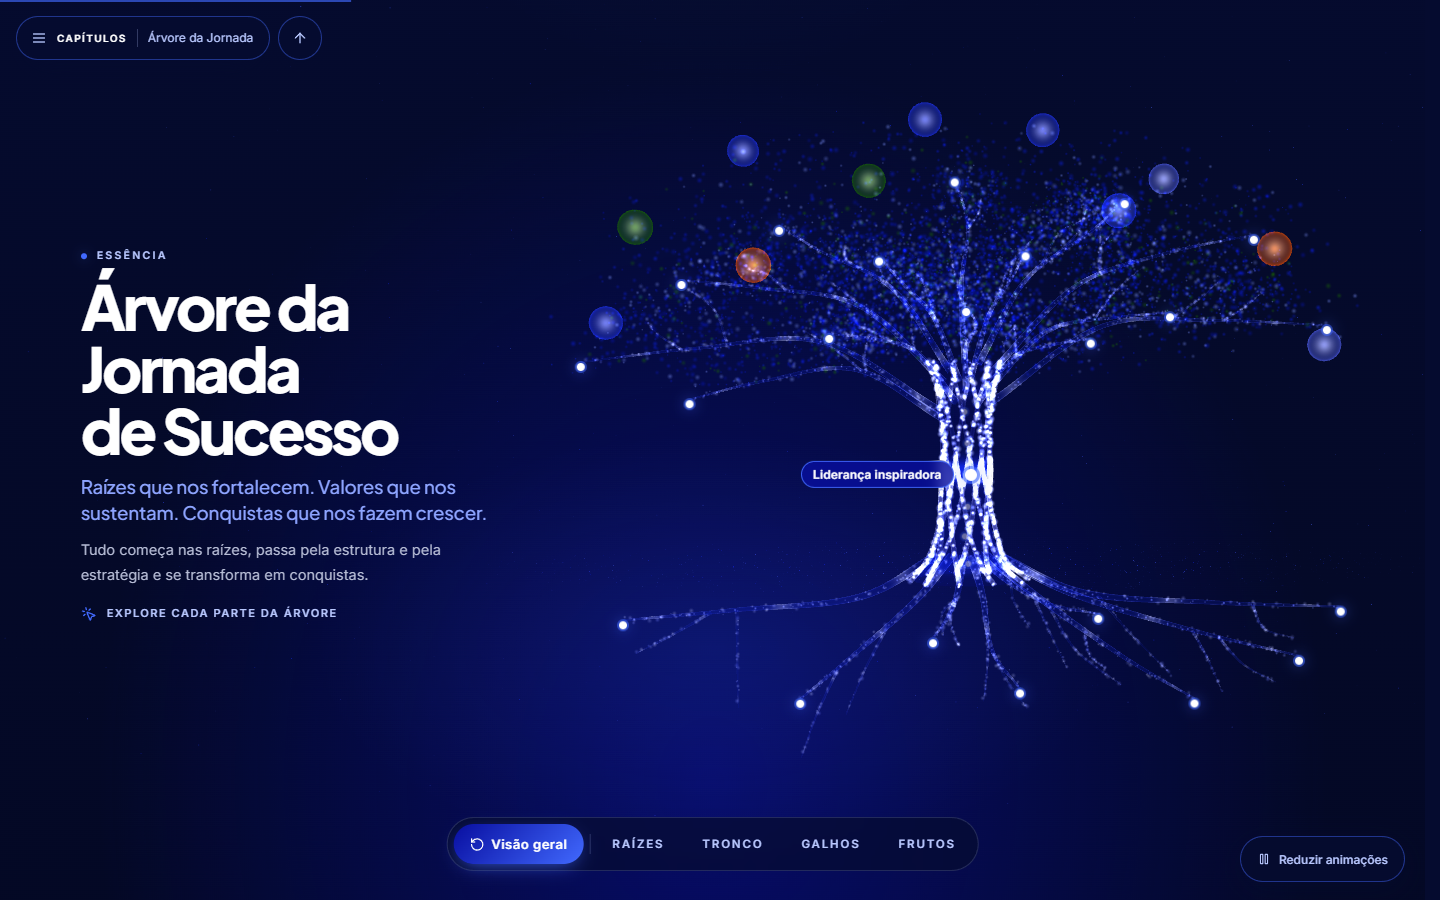 CAPÍTULOS
Árvore da Jornada
ESSÊNCIA
Árvore da
Jornada
de Sucesso
Raízes que nos fortalecem. Valores que nos
sustentam. Conquistas que nos fazem crescer.
Tudo começa nas raízes, passa pela estrutura e pela
estratégia e se transforma em conquistas.
EXPLORE CADA PARTE DA ÁRVORE
Liderança inspiradora
Visão geral
RAÍZES
TRONCO
GALHOS
FRUTOS
Reduzir animações